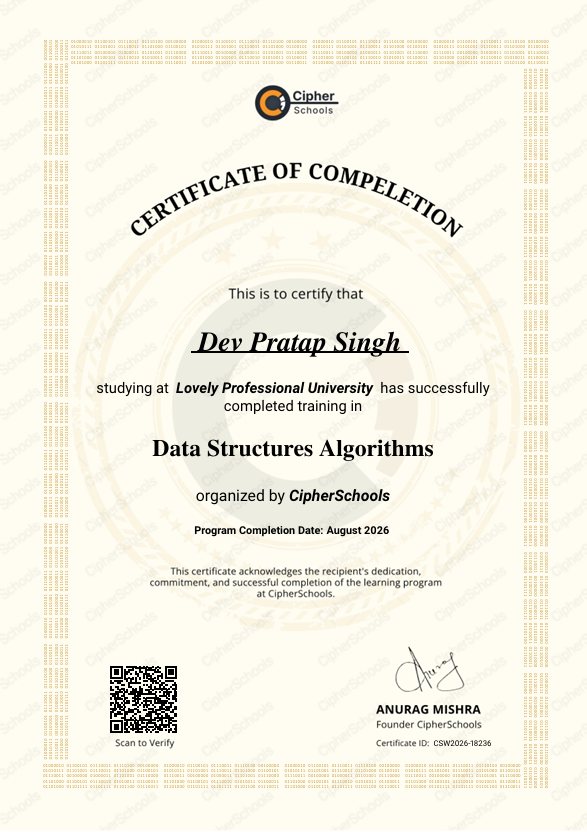 Cipher
Schools
CERTIFICATE OF COMPELETION
This is to certify that
Dev Pratap Singh
studying at Lovely Professional University has successfully
completed training in
Data Structures Algorithms
organized by CipherSchools
Program Completion Date: August 2026
This certificate acknowledges the recipient's dedication,
commitment, and successful completion of the learning program
at CipherSchools.
ANURAG MISHRA
Founder CipherSchools
Scan to Verify
Certificate ID: CSW2026-18236